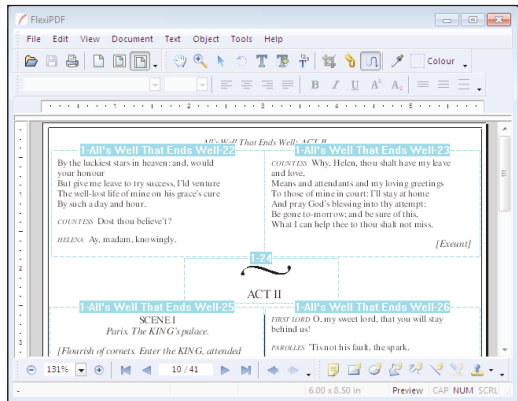 FlexiPDF
File Edit View Document Text Object Tools Help
Colour
B I U A² A₂
1 2 3 4 5
All's Well That Ends Well: ACT II
1-All's Well That Ends Well-22
By the luckiest stars in heaven: and, would
your honour
But give me leave to try success, I'ld venture
The well-lost life of mine on his grace's cure
By such a day and hour.
COUNTESS Dost thou believe't?
HELENA Ay, madam, knowingly.
1-All's Well That Ends Well-23
COUNTESS Why, Helen, thou shalt have my leave
and love,
Means and attendants and my loving greetings
To those of mine in court: I'll stay at home
And pray God's blessing into thy attempt:
Be gone to-morrow; and be sure of this,
What I can help thee to thou shalt not miss.
[Exeunt]
1-24
ACT II
1-All's Well That Ends Well-25
SCENE I
Paris. The KING's palace.
[Flourish of cornets. Enter the KING, attended
1-All's Well That Ends Well-26
FIRST LORD O, my sweet lord, that you will stay
behind us!
PAROLLES 'Tis not his fault, the spark.
131% 10 / 41
- 6.00 x 8.50 in Preview CAP NUM SCRL